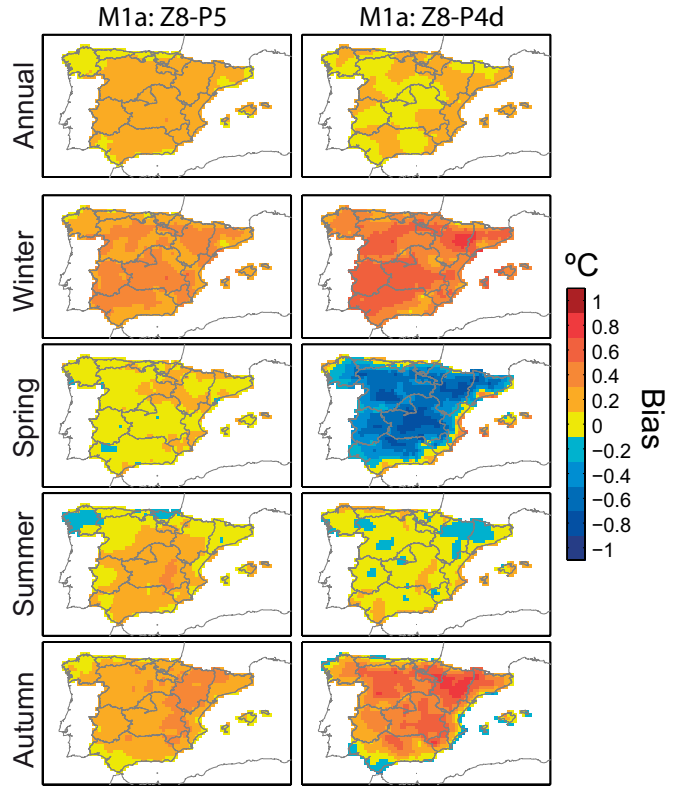 M1a: Z8-P5
M1a: Z8-P4d
Annual
Winter
Spring
Summer
Autumn
ºC
1
0.8
0.6
0.4
0.2
0
−0.2
−0.4
−0.6
−0.8
−1
Bias